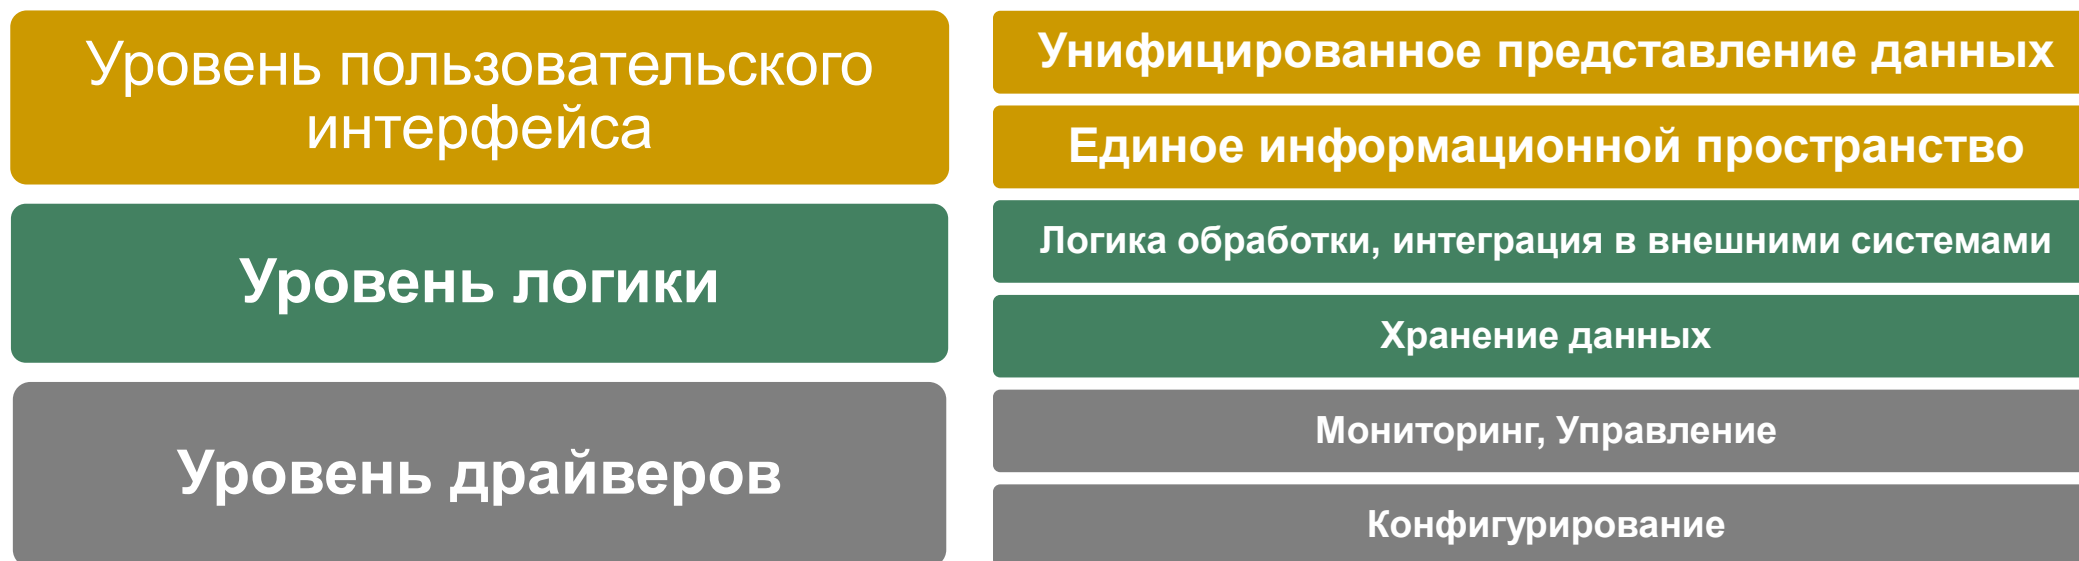 Уровень пользовательского
интерфейса
Уровень логики
Уровень драйверов
Унифицированное представление данных
Единое информационной пространство
Логика обработки, интеграция в внешними системами
Хранение данных
Мониторинг, Управление
Конфигурирование